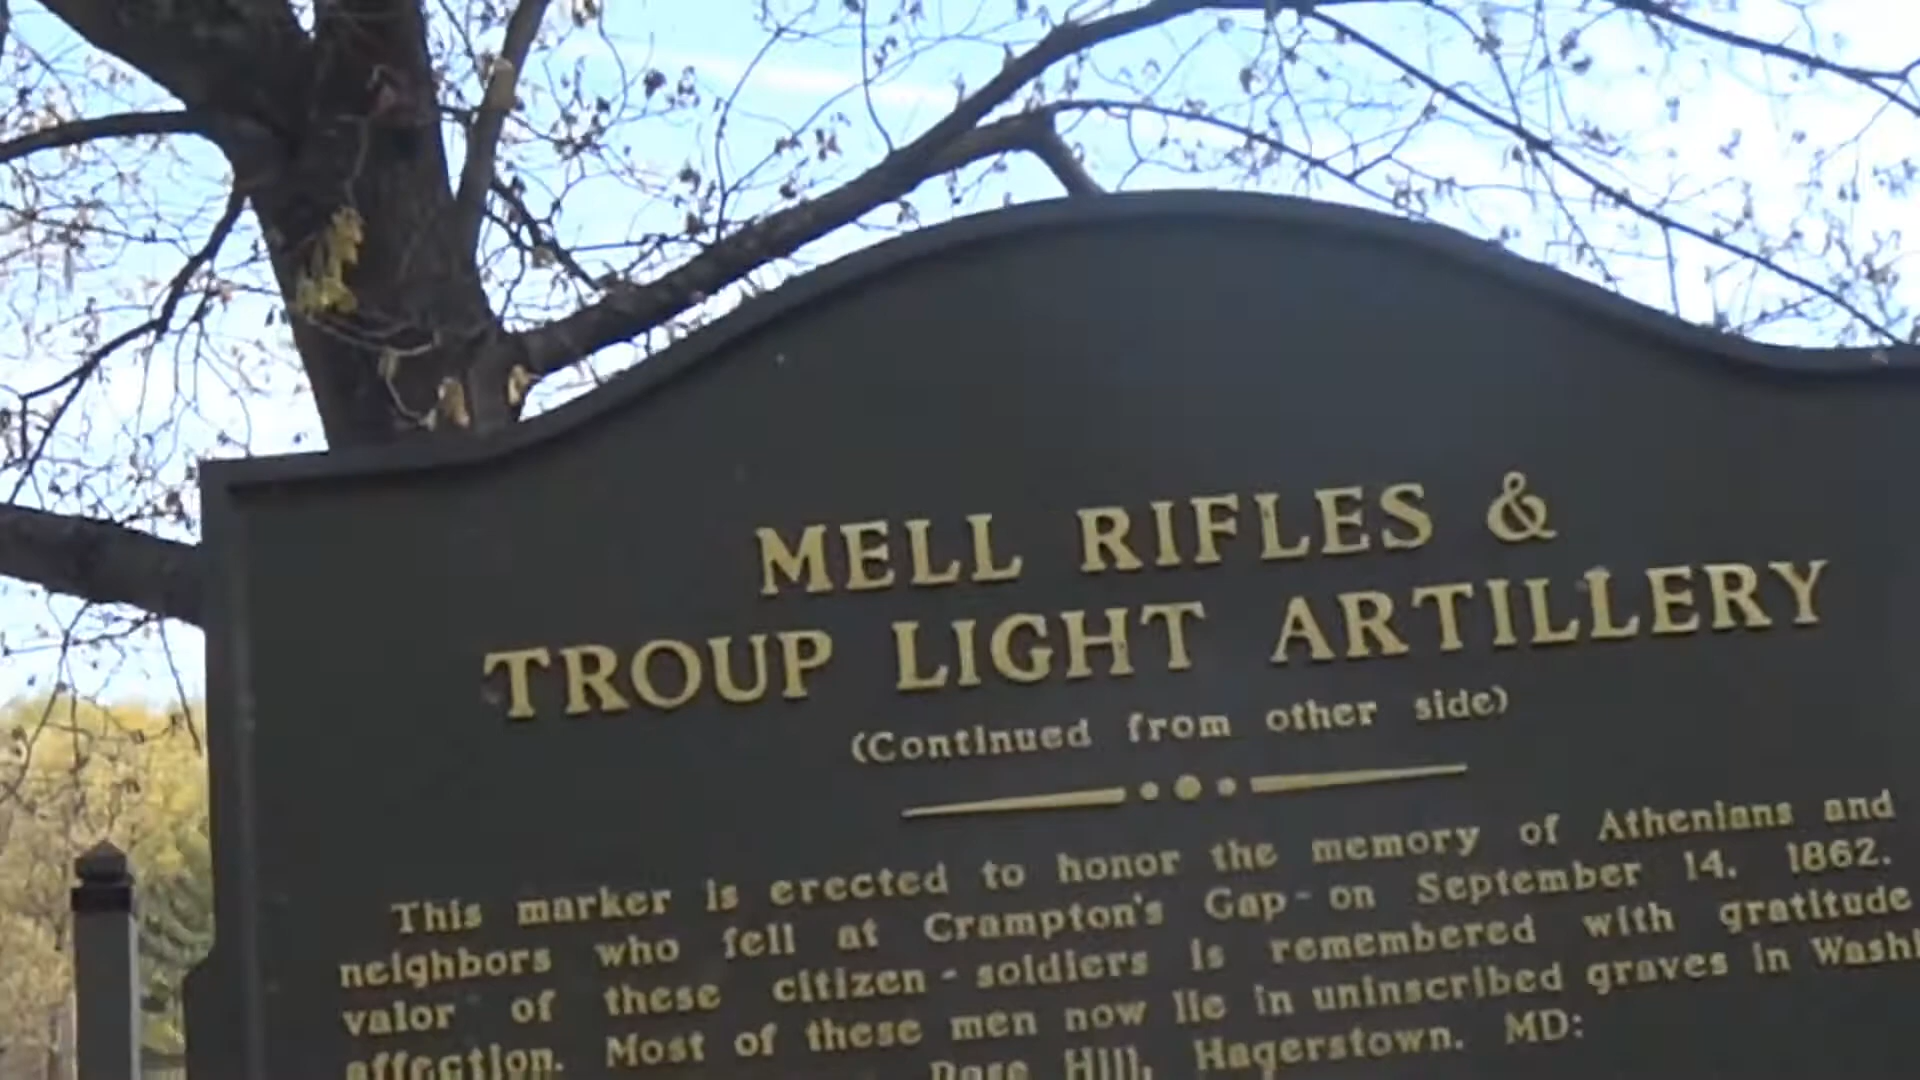 MELL RIFLES &
TROUP LIGHT ARTILLERY
(Continued from other side)
This marker is erected to honor the memory of Athenians and
neighbors who fell at Crampton's Gap - on September 14. 1862.
valor of these citizen - soldiers is remembered with gratitude
affection. Most of these men now lie in uninscribed graves in Washi
Rose Hill, Hagerstown. MD: